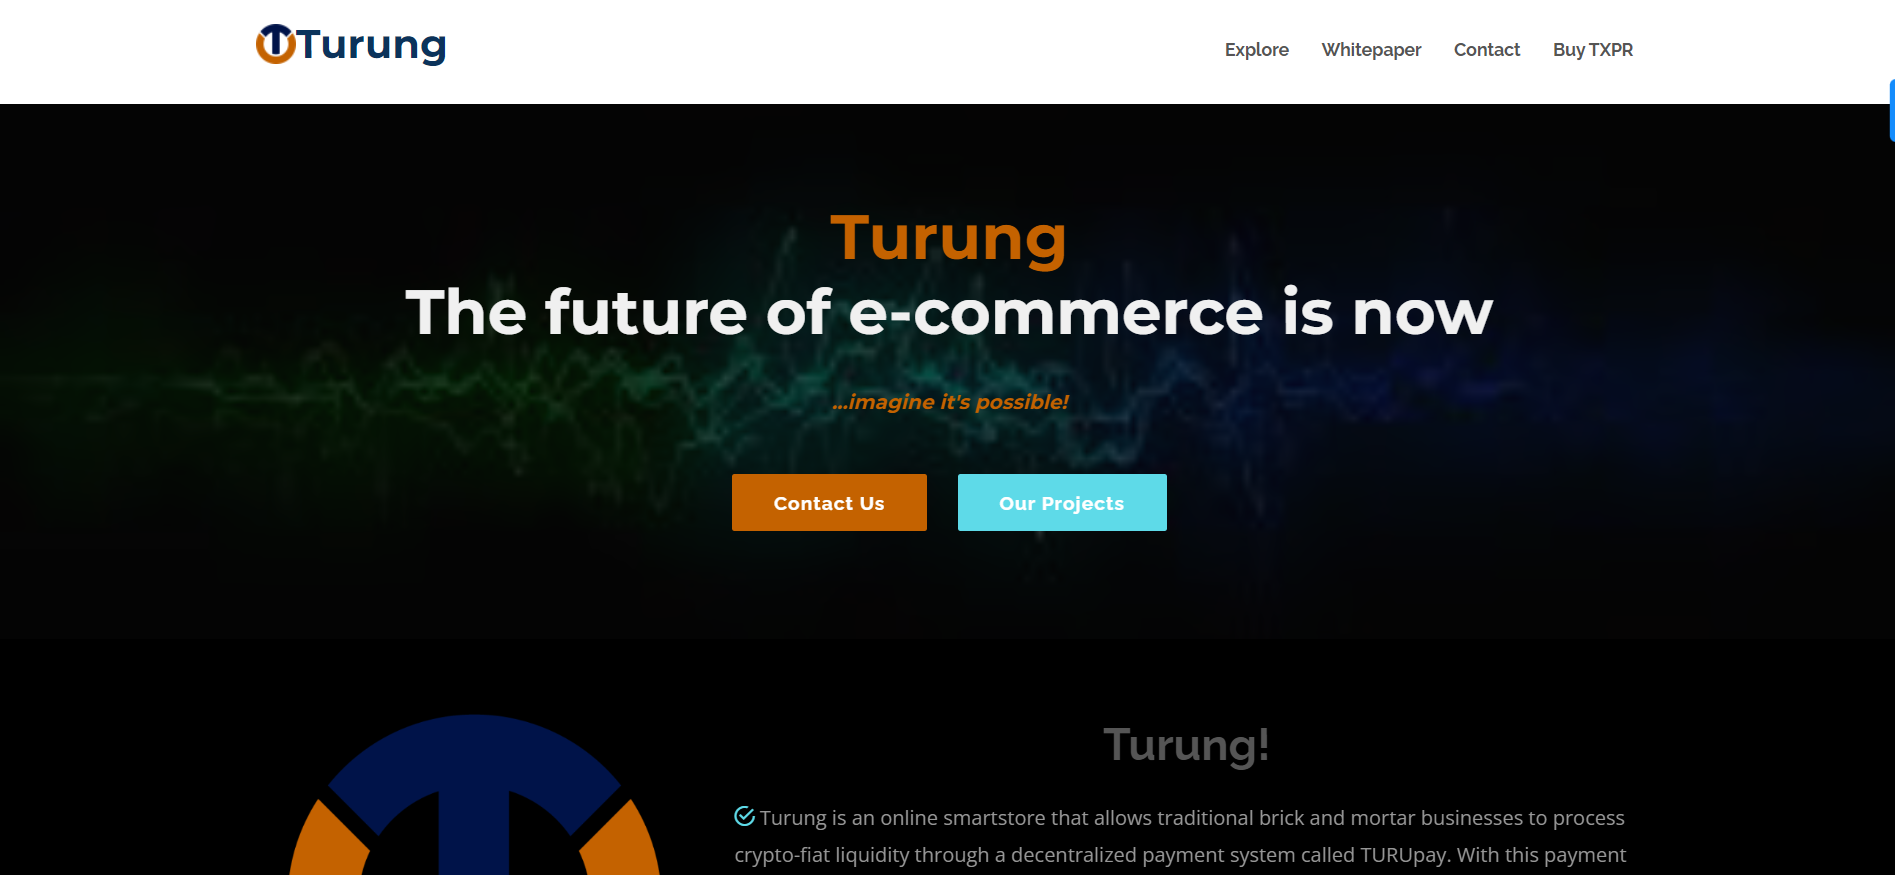 Turung
Explore Whitepaper Contact Buy TXPR
Turung
The future of e-commerce is now
...imagine it's possible!
Contact Us Our Projects
Turung!
Turung is an online smartstore that allows traditional brick and mortar businesses to process
crypto-fiat liquidity through a decentralized payment system called TURUpay. With this payment